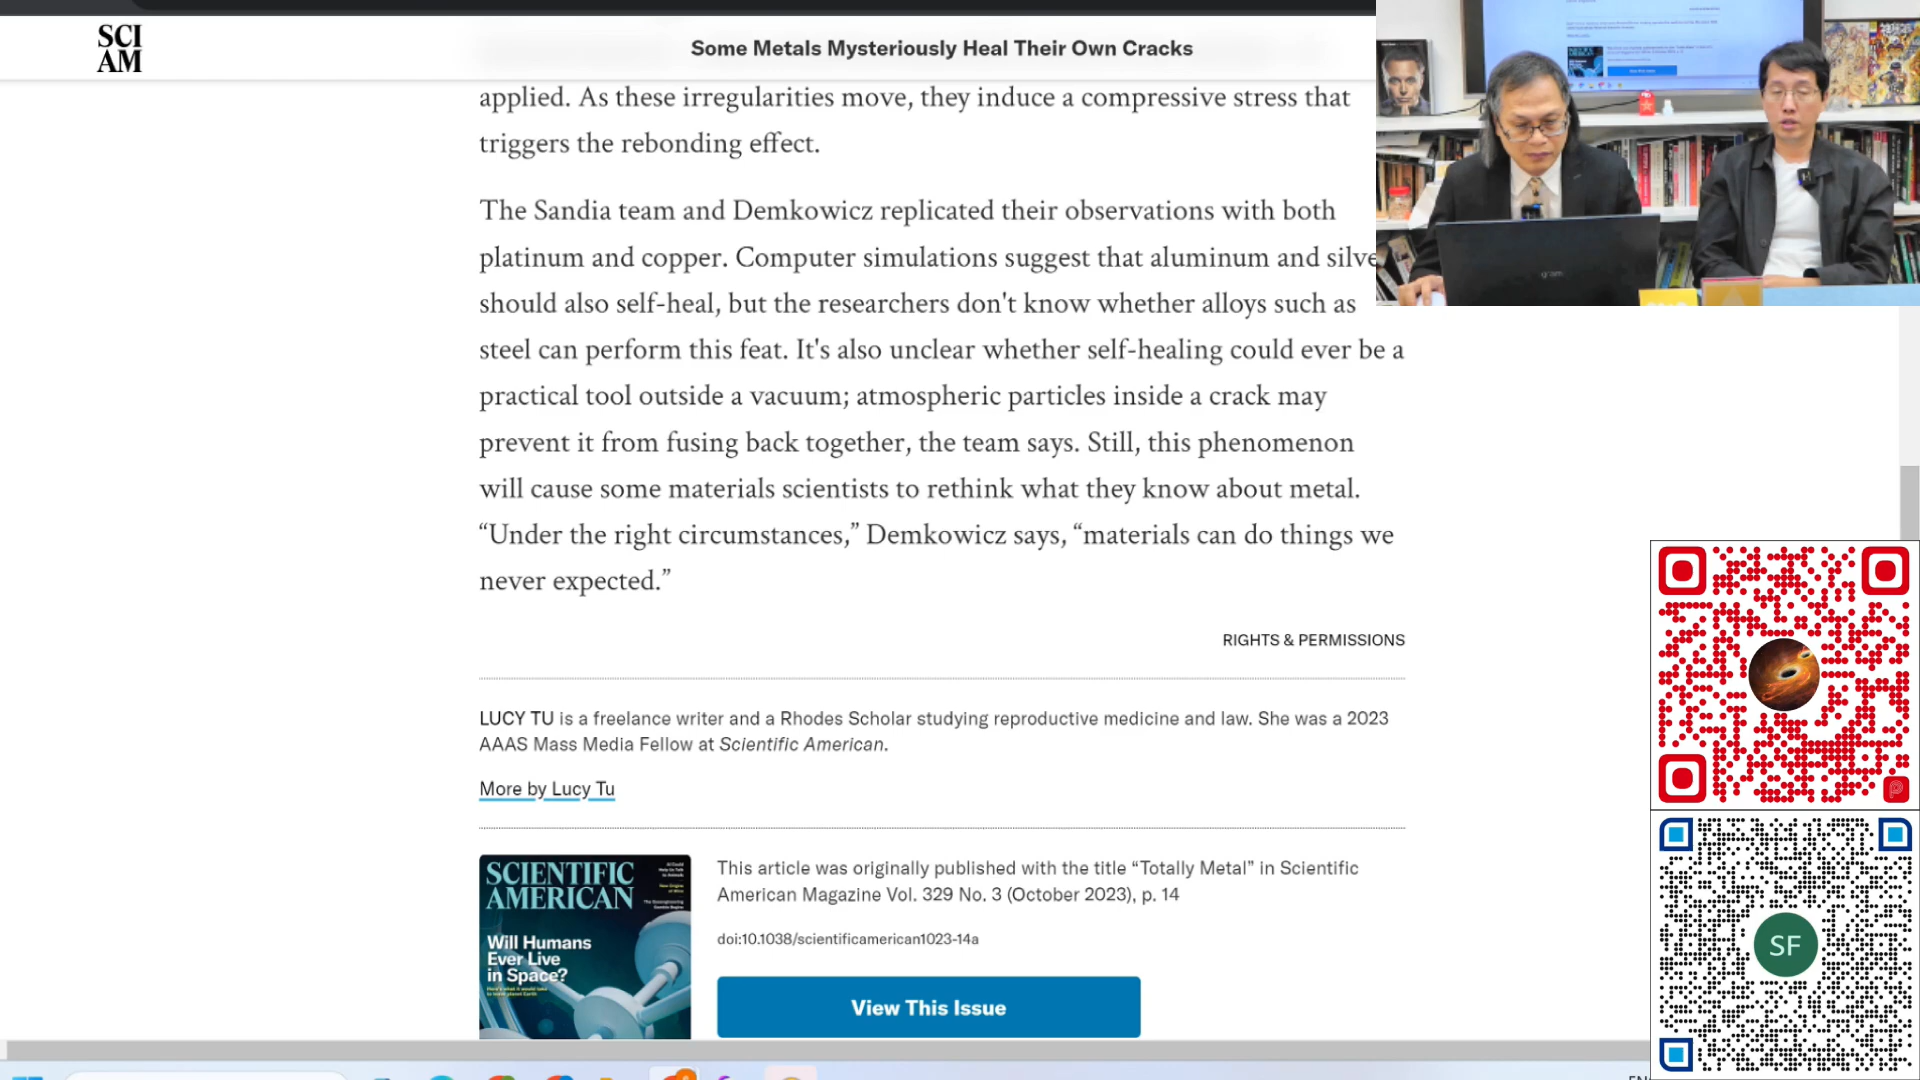 SCI
AM
Some Metals Mysteriously Heal Their Own Cracks
applied. As these irregularities move, they induce a compressive stress that
triggers the rebonding effect.
The Sandia team and Demkowicz replicated their observations with both
platinum and copper. Computer simulations suggest that aluminum and silve
should also self-heal, but the researchers don't know whether alloys such as
steel can perform this feat. It's also unclear whether self-healing could ever be a
practical tool outside a vacuum; atmospheric particles inside a crack may
prevent it from fusing back together, the team says. Still, this phenomenon
will cause some materials scientists to rethink what they know about metal.
“Under the right circumstances,” Demkowicz says, “materials can do things we
never expected.”
RIGHTS & PERMISSIONS
LUCY TU is a freelance writer and a Rhodes Scholar studying reproductive medicine and law. She was a 2023
AAAS Mass Media Fellow at Scientific American.
More by Lucy Tu
SCIENTIFIC
AMERICAN
Will Humans
Ever Live
in Space?
This article was originally published with the title “Totally Metal” in Scientific
American Magazine Vol. 329 No. 3 (October 2023), p. 14
doi:10.1038/scientificamerican1023-14a
View This Issue
gram
SF